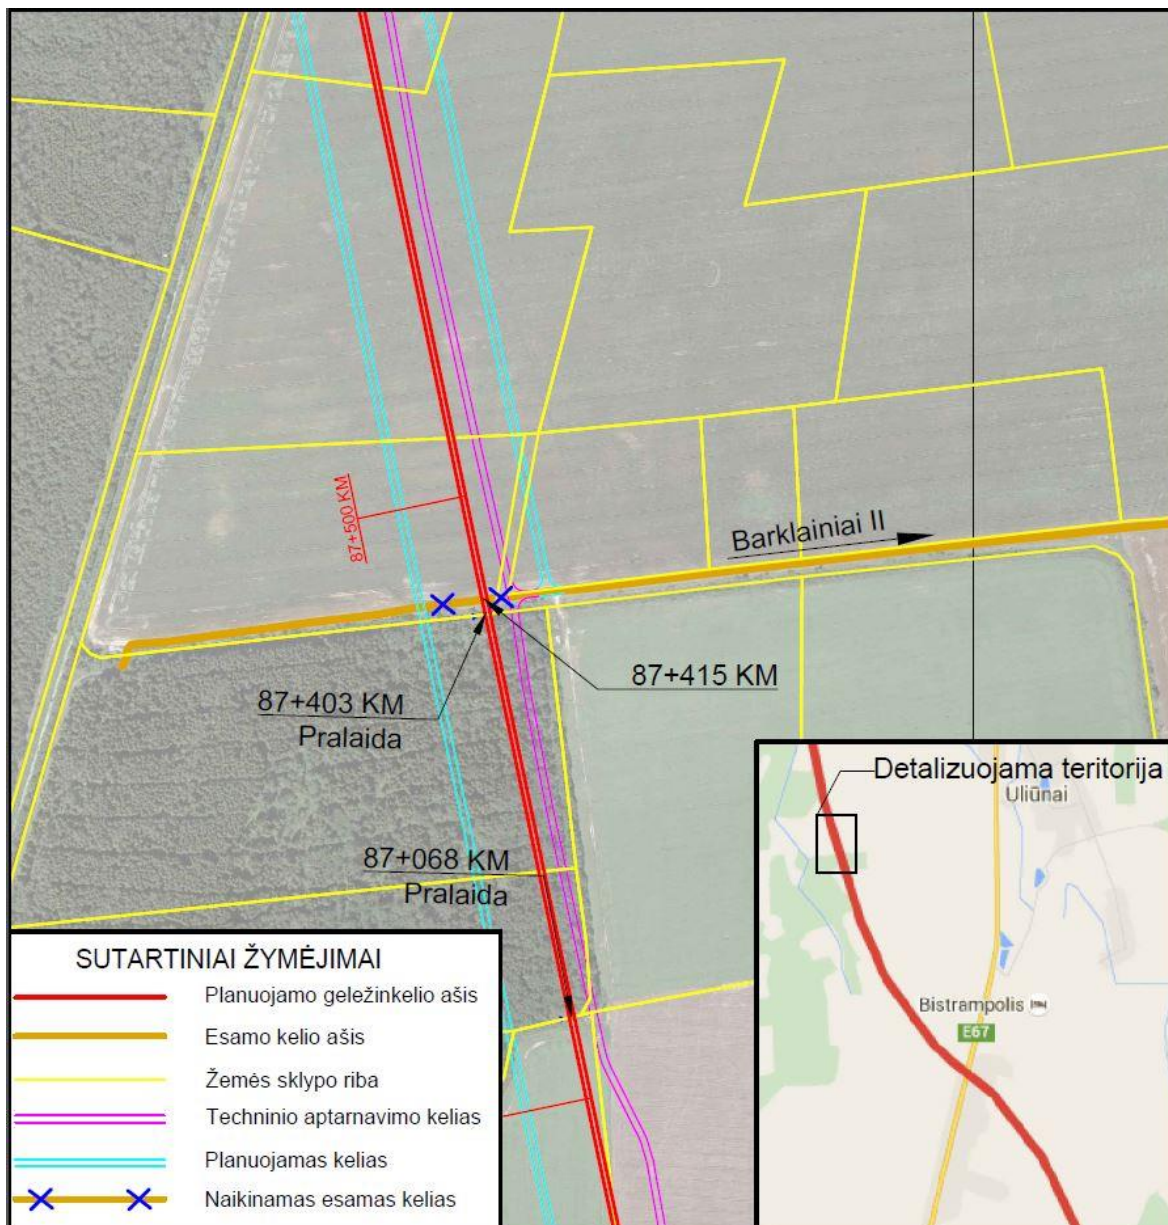 87+500 KM
Barklainiai II
87+415 KM
87+403 KM
Pralaida
87+068 KM
Pralaida
Detalizuojama teritorija
Uliūnai
Bistrampolis
E67
SUTARTINIAI ŽYMĖJIMAI
Planuojamo geležinkelio ašis
Esamo kelio ašis
Žemės sklypo riba
Techninio aptarnavimo kelias
Planuojamas kelias
Naikinamas esamas kelias